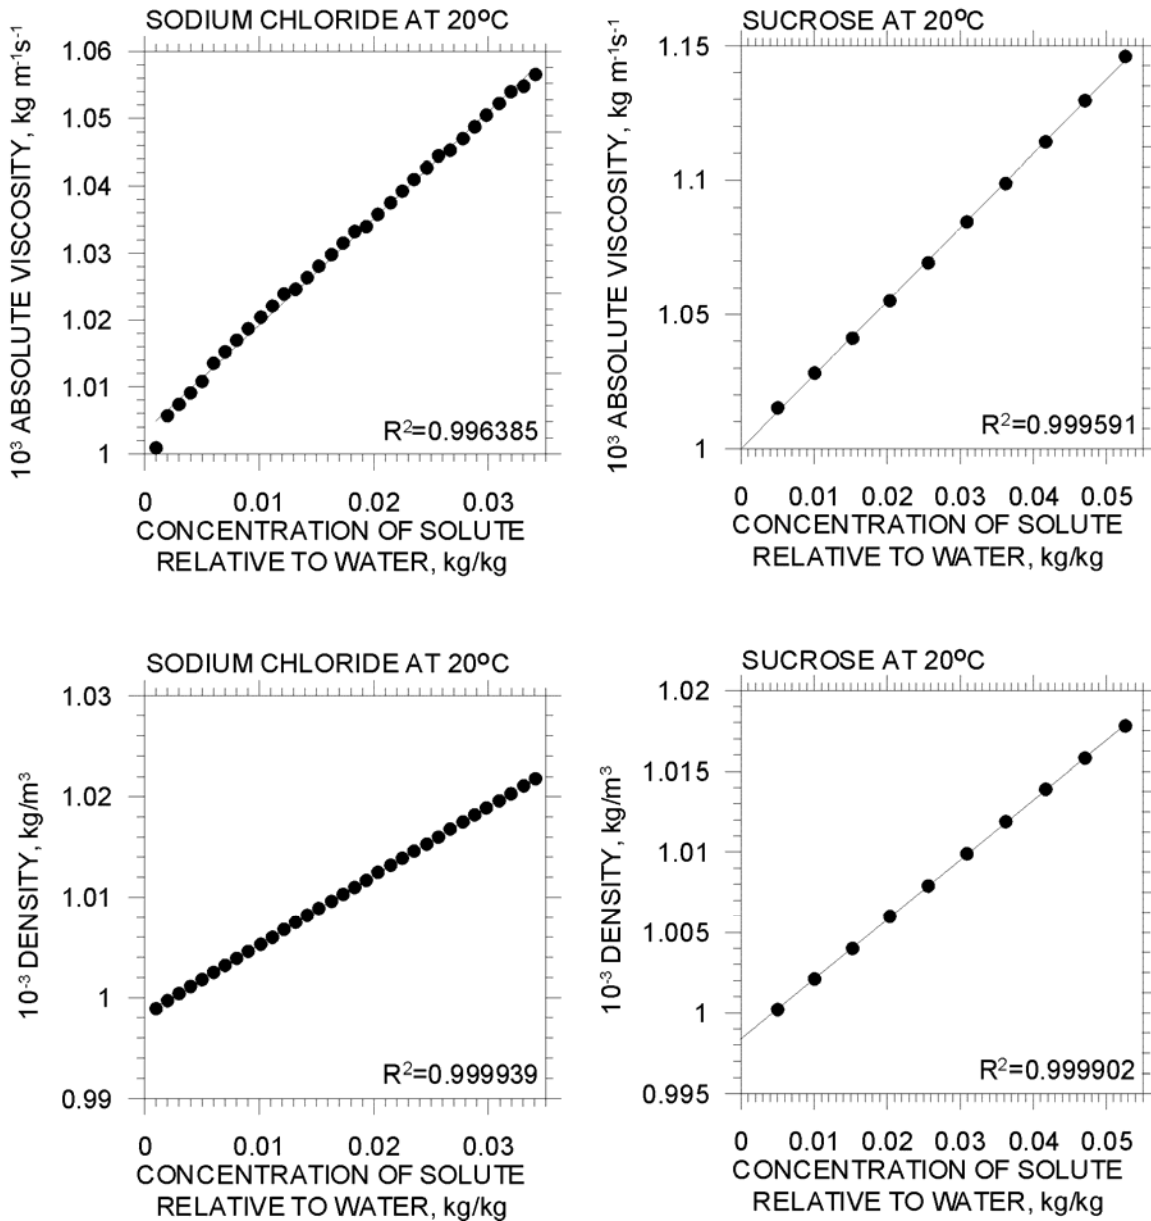 SODIUM CHLORIDE AT 20ºC
10³ ABSOLUTE VISCOSITY, kg m⁻¹s⁻¹
1.06
1.05
1.04
1.03
1.02
1.01
1
R²=0.996385
0 0.01 0.02 0.03
CONCENTRATION OF SOLUTE
RELATIVE TO WATER, kg/kg
SUCROSE AT 20ºC
10³ ABSOLUTE VISCOSITY, kg m⁻¹s⁻¹
1.15
1.1
1.05
1
R²=0.999591
0 0.01 0.02 0.03 0.04 0.05
CONCENTRATION OF SOLUTE
RELATIVE TO WATER, kg/kg
SODIUM CHLORIDE AT 20ºC
10⁻³ DENSITY, kg/m³
1.03
1.02
1.01
1
0.99
R²=0.999939
0 0.01 0.02 0.03
CONCENTRATION OF SOLUTE
RELATIVE TO WATER, kg/kg
SUCROSE AT 20ºC
10⁻³ DENSITY, kg/m³
1.02
1.015
1.01
1.005
1
0.995
R²=0.999902
0 0.01 0.02 0.03 0.04 0.05
CONCENTRATION OF SOLUTE
RELATIVE TO WATER, kg/kg